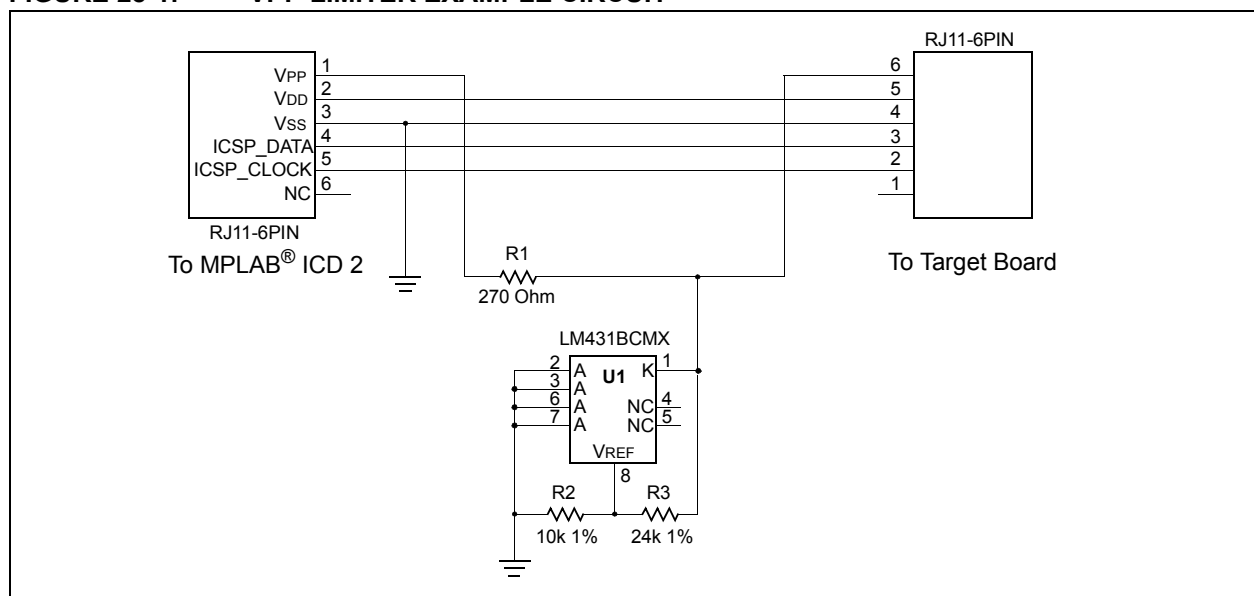 FIGURE 26-1: VPP LIMITER EXAMPLE CIRCUIT
RJ11-6PIN
VPP 1
VDD 2
VSS 3
ICSP_DATA 4
ICSP_CLOCK 5
NC 6
RJ11-6PIN
To MPLAB® ICD 2
6
5
4
3
2
1
To Target Board
R1
270 Ohm
LM431BCMX
2 A U1 K 1
3 A
6 A NC 4
7 A NC 5
VREF
8
R2 R3
10k 1% 24k 1%